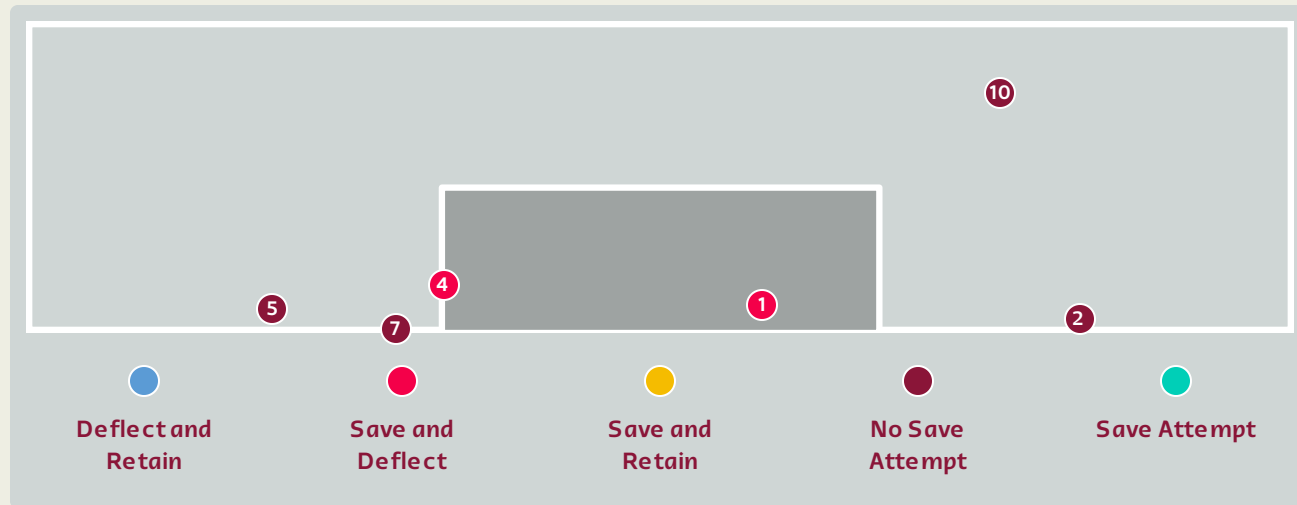 10
4
1
5
2
7
Deflect and
Retain
Save and
Deflect
Save and
Retain
No Save
Attempt
Save Attempt